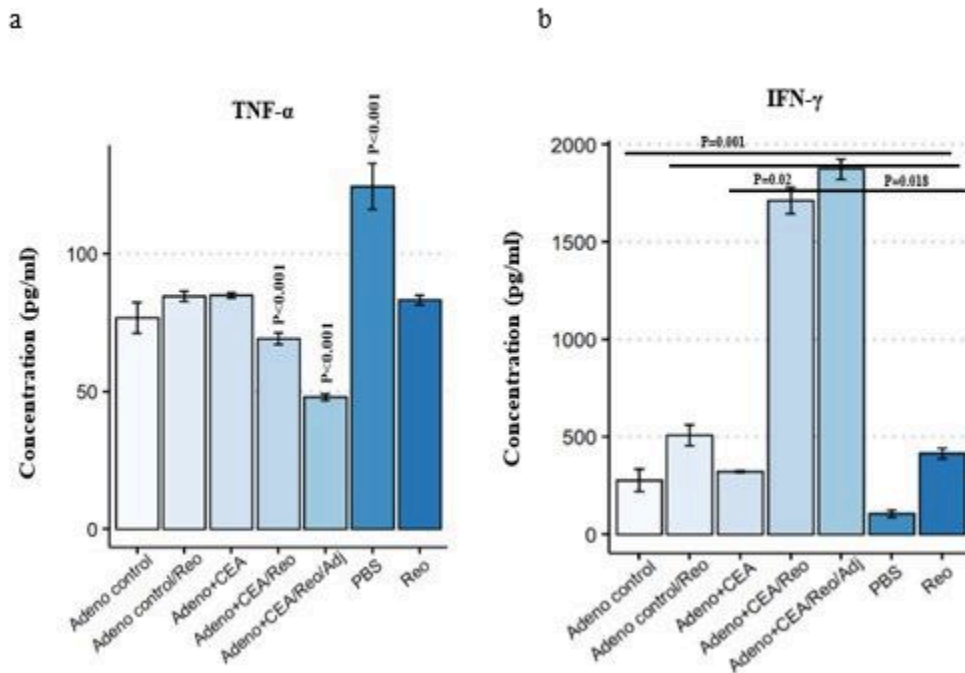 a
TNF-α
Concentration (pg/ml)
100
50
0
P<0.001
P<0.001
P<0.001
Adeno control
Adeno control/Reo
Adeno+CEA
Adeno+CEA/Reo
Adeno+CEA/Reo/Adj
PBS
Reo
b
IFN-γ
Concentration (pg/ml)
2000
1500
1000
500
0
P=0.001
P=0.02
P=0.018
Adeno control
Adeno control/Reo
Adeno+CEA
Adeno+CEA/Reo
Adeno+CEA/Reo/Adj
PBS
Reo